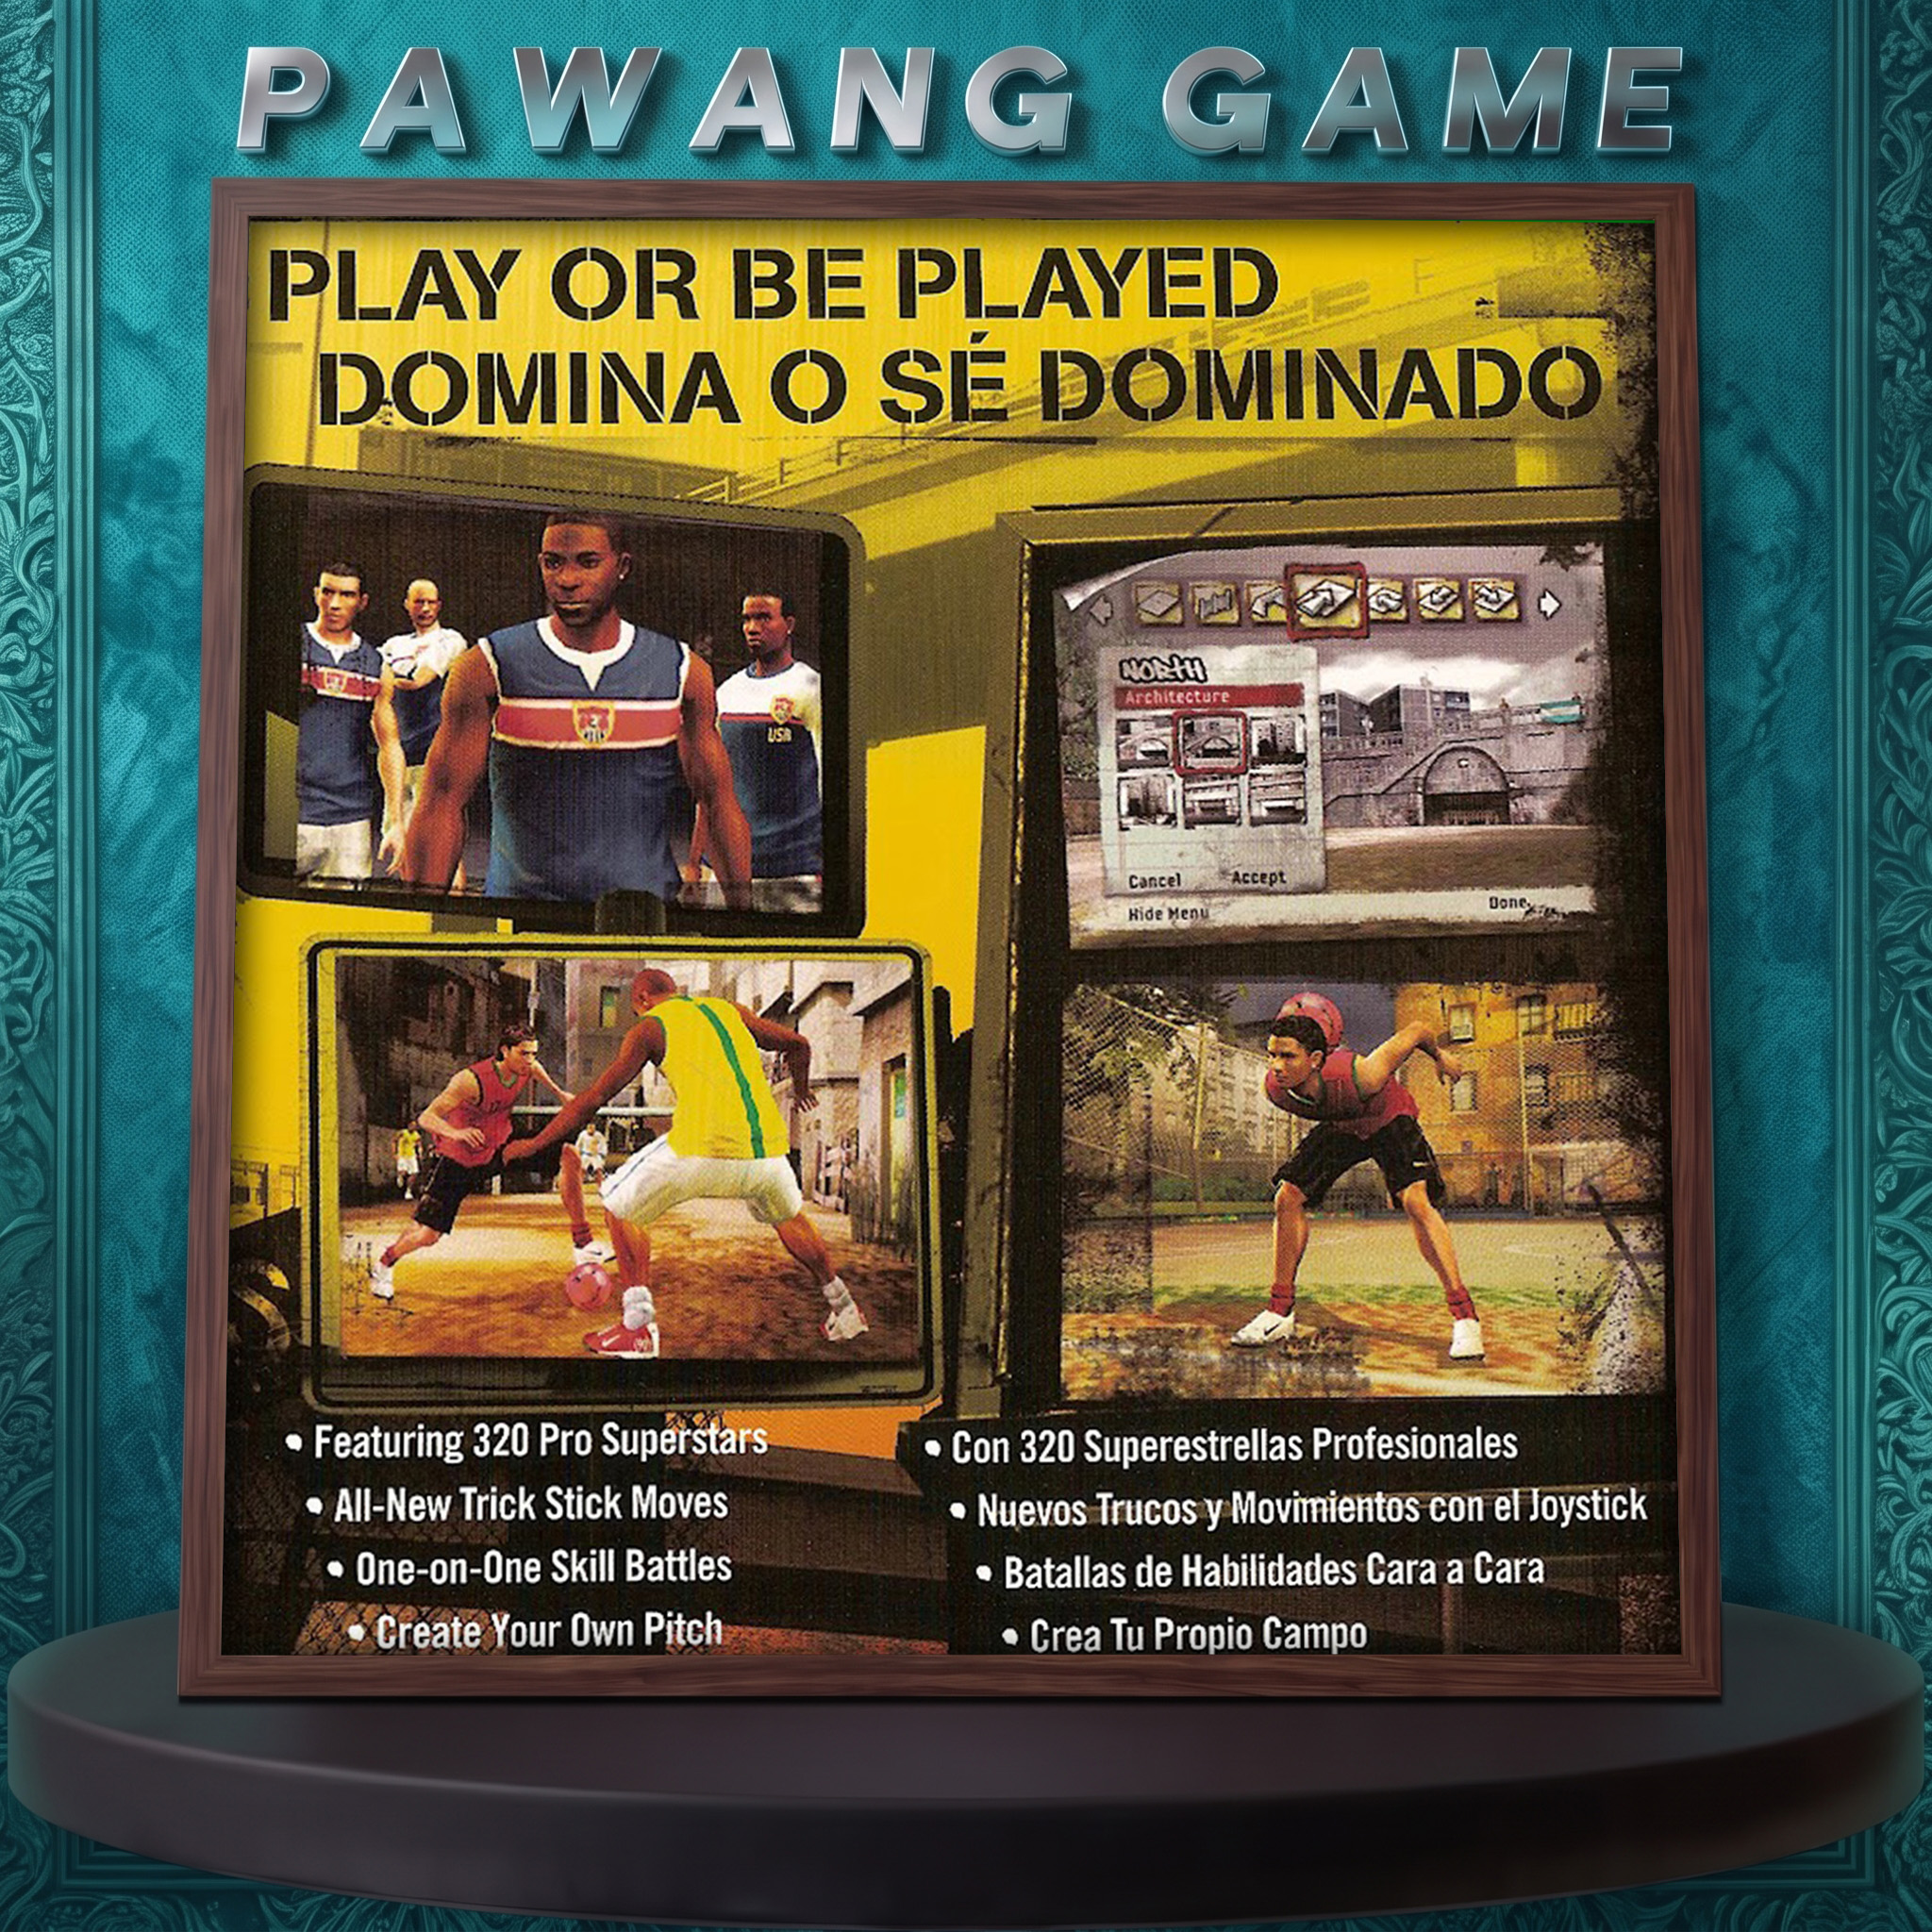 PAWANG GAME
PLAY OR BE PLAYED
DOMINA O SÉ DOMINADO
USA
NORTH
Architecture
Cancel Accept
Hide Menu
Done
• Featuring 320 Pro Superstars
• All-New Trick Stick Moves
• One-on-One Skill Battles
• Create Your Own Pitch
• Con 320 Superestrellas Profesionales
• Nuevos Trucos y Movimientos con el Joystick
• Batallas de Habilidades Cara a Cara
• Crea Tu Propio Campo